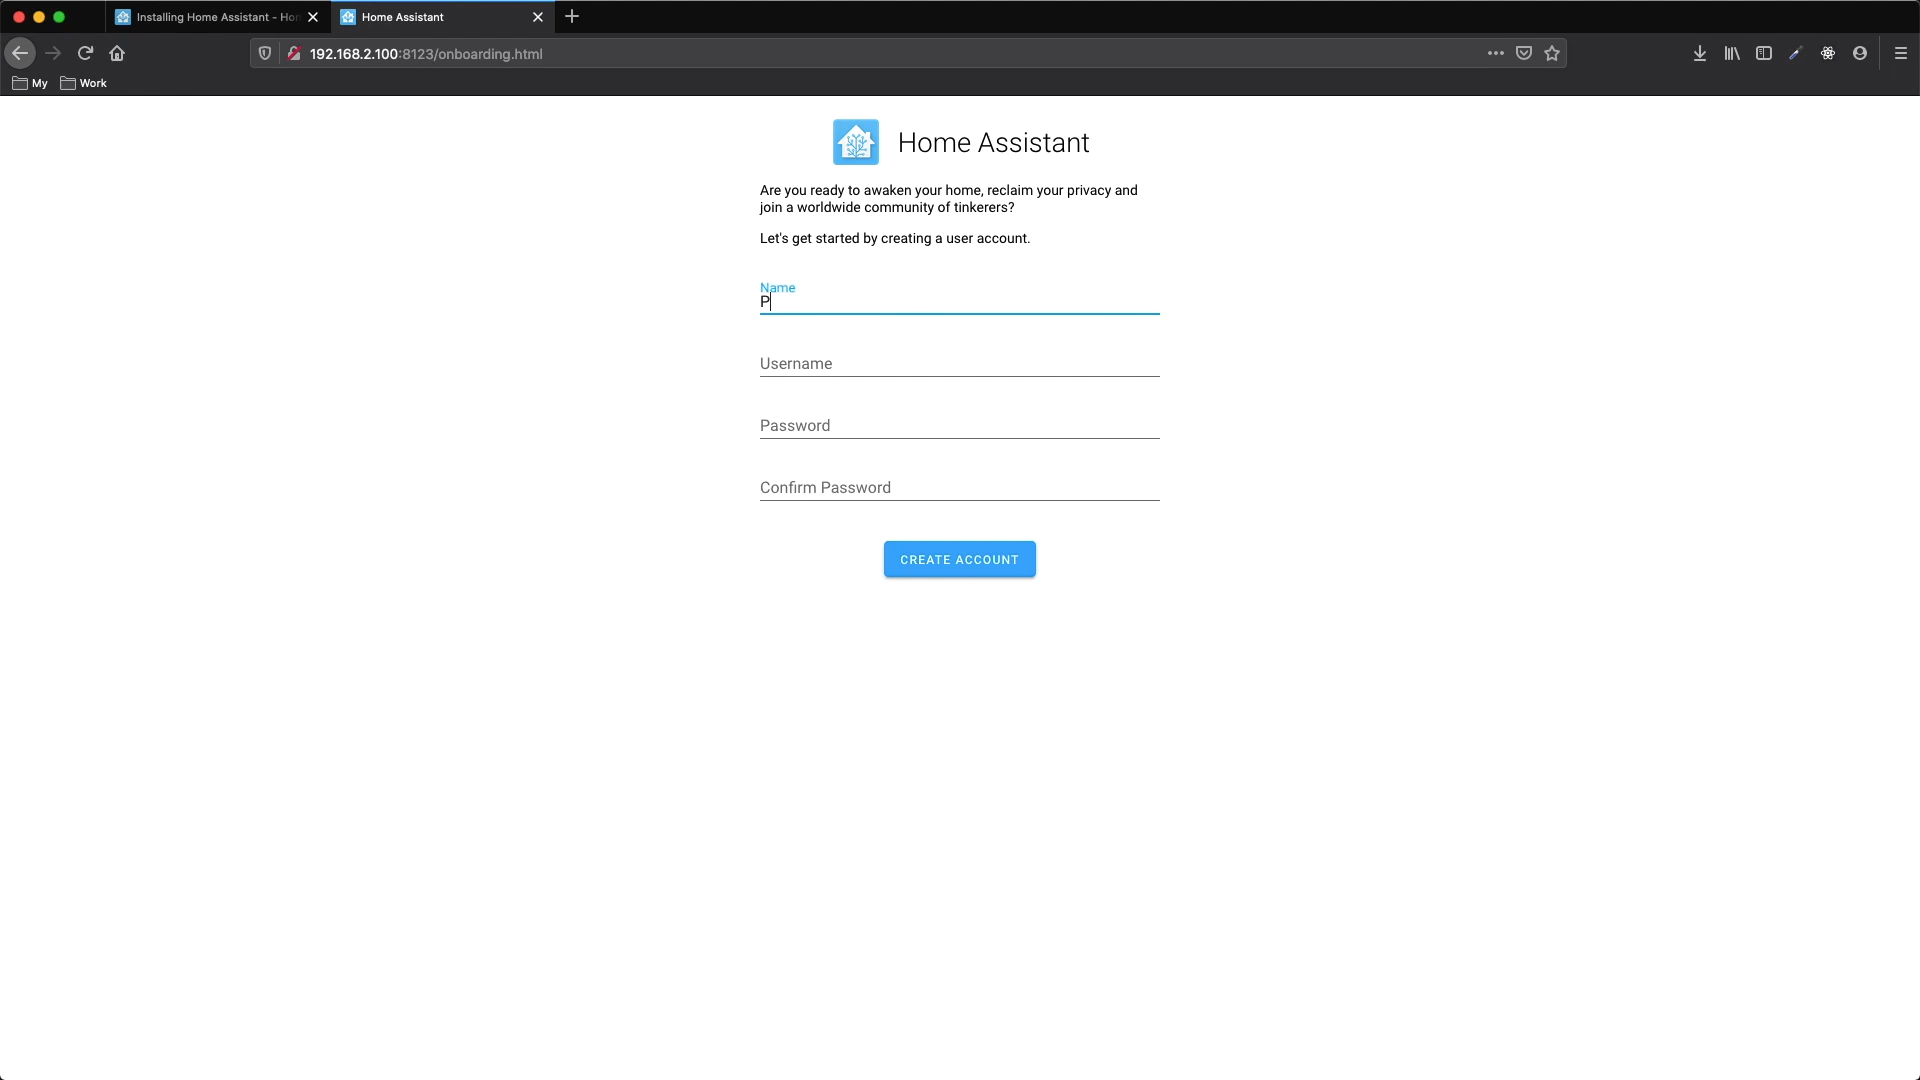 Installing Home Assistant - Hon
Home Assistant
192.168.2.100:8123/onboarding.html
My
Work
Home Assistant
Are you ready to awaken your home, reclaim your privacy and
join a worldwide community of tinkerers?
Let's get started by creating a user account.
Name
P
Username
Password
Confirm Password
CREATE ACCOUNT